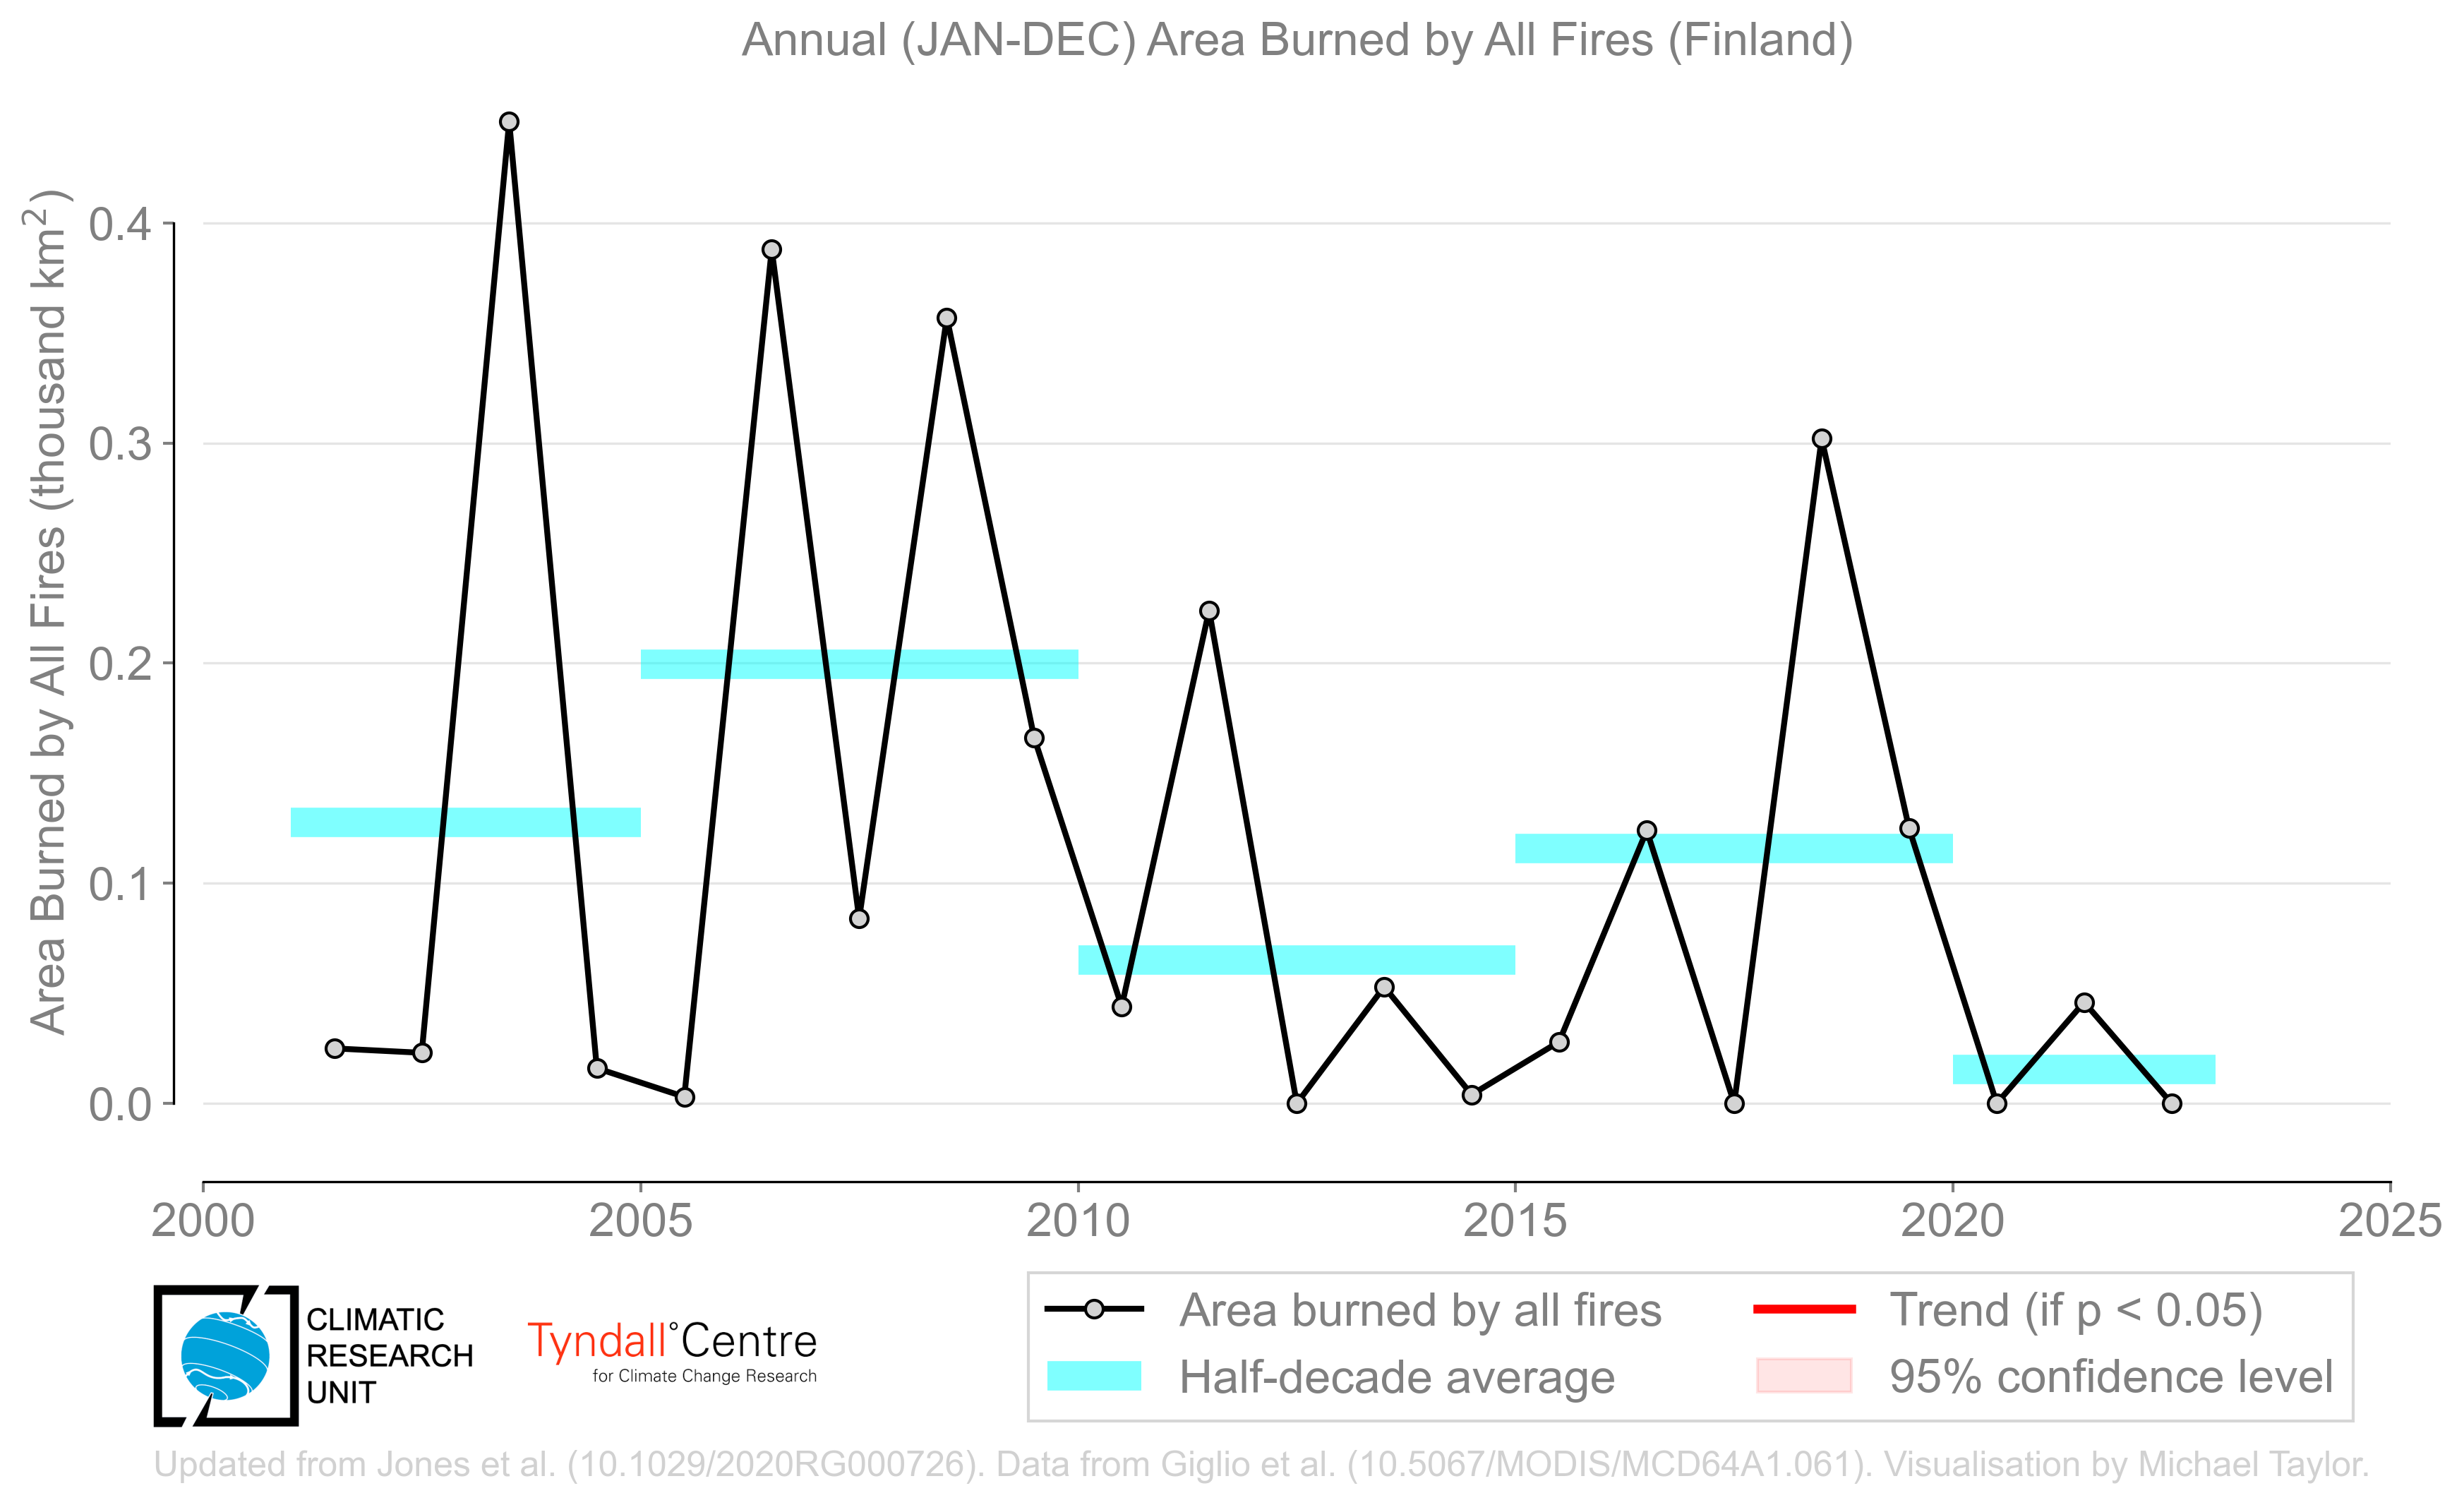 Annual (JAN-DEC) Area Burned by All Fires (Finland)
Area Burned by All Fires (thousand km²)
0.4
0.3
0.2
0.1
0.0
2000
2005
2010
2015
2020
2025
CLIMATIC
RESEARCH
UNIT
Tyndall°Centre
for Climate Change Research
Area burned by all fires
Half-decade average
Trend (if p < 0.05)
95% confidence level
Updated from Jones et al. (10.1029/2020RG000726). Data from Giglio et al. (10.5067/MODIS/MCD64A1.061). Visualisation by Michael Taylor.